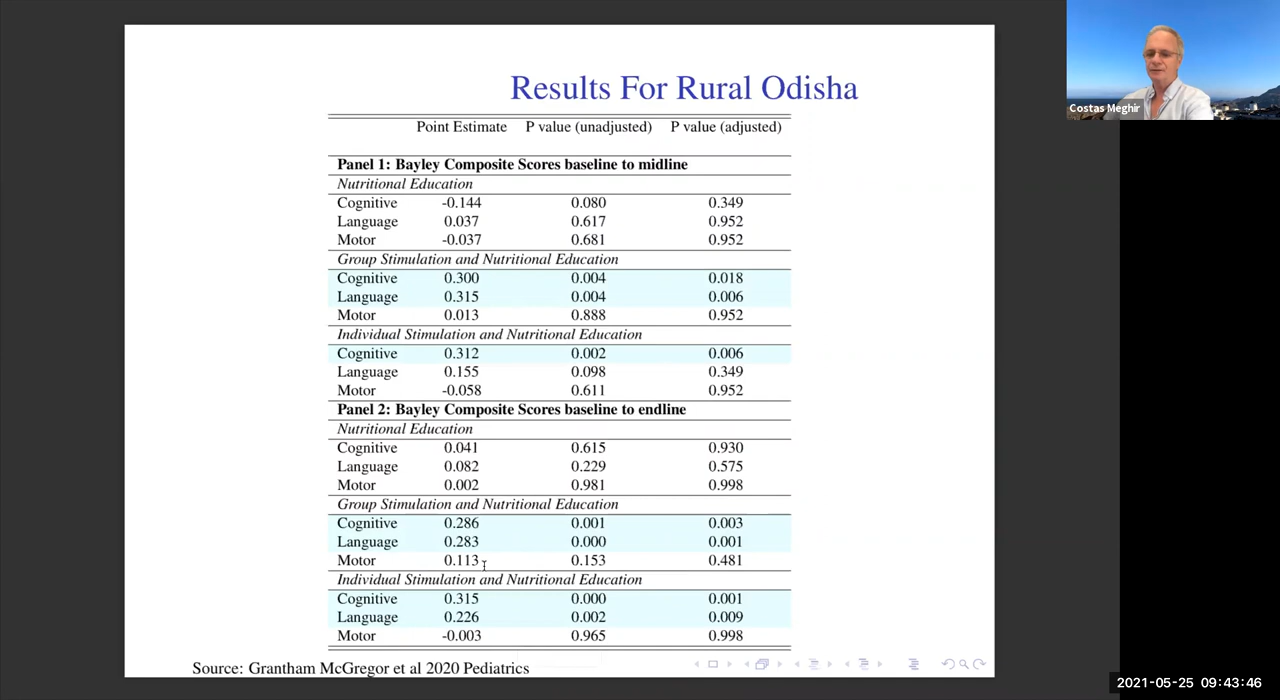 Results For Rural Odisha
Point Estimate P value (unadjusted) P value (adjusted)
Panel 1: Bayley Composite Scores baseline to midline
Nutritional Education
Cognitive -0.144 0.080 0.349
Language 0.037 0.617 0.952
Motor -0.037 0.681 0.952
Group Stimulation and Nutritional Education
Cognitive 0.300 0.004 0.018
Language 0.315 0.004 0.006
Motor 0.013 0.888 0.952
Individual Stimulation and Nutritional Education
Cognitive 0.312 0.002 0.006
Language 0.155 0.098 0.349
Motor -0.058 0.611 0.952
Panel 2: Bayley Composite Scores baseline to endline
Nutritional Education
Cognitive 0.041 0.615 0.930
Language 0.082 0.229 0.575
Motor 0.002 0.981 0.998
Group Stimulation and Nutritional Education
Cognitive 0.286 0.001 0.003
Language 0.283 0.000 0.001
Motor 0.113 0.153 0.481
Individual Stimulation and Nutritional Education
Cognitive 0.315 0.000 0.001
Language 0.226 0.002 0.009
Motor -0.003 0.965 0.998
Source: Grantham McGregor et al 2020 Pediatrics
Costas Meghir
2021-05-25 09:43:46